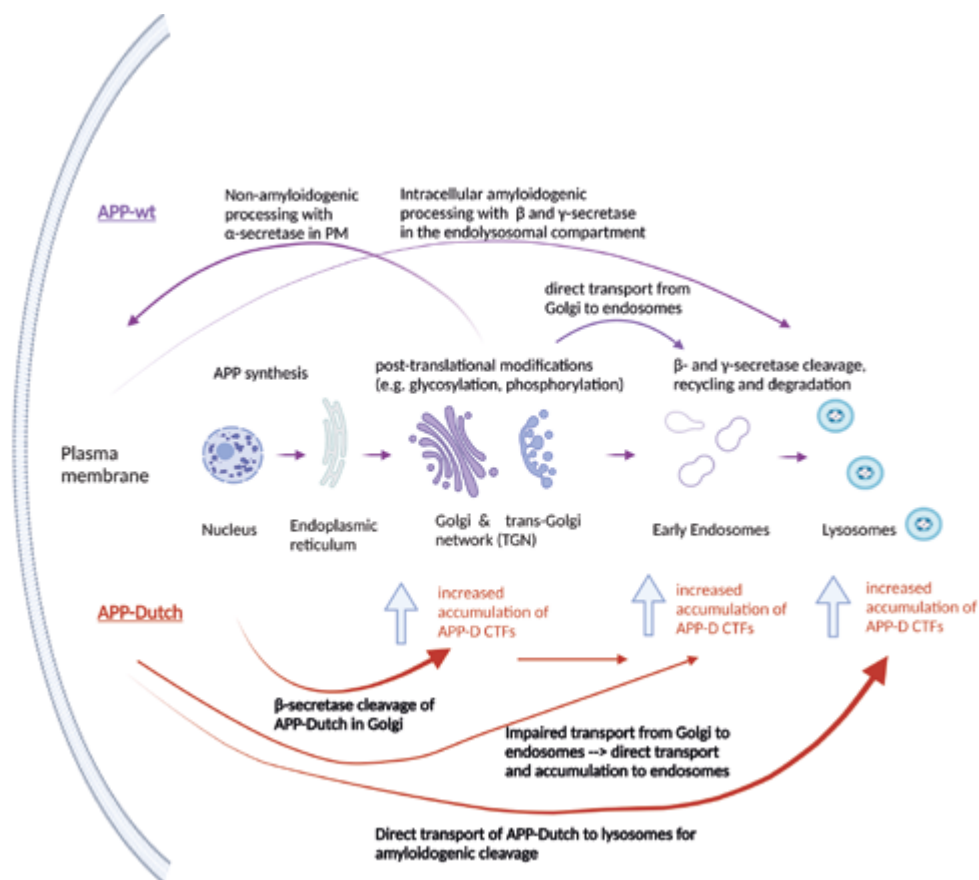 APP-wt
Non-amyloidogenic
processing with
α-secretase in PM
Intracellular amyloidogenic
processing with β and γ-secretase
in the endolysosomal compartment
direct transport from
Golgi to endosomes
APP synthesis
post-translational modifications
(e.g. glycosylation, phosphorylation)
β- and γ-secretase cleavage,
recycling and degradation
Plasma
membrane
Nucleus
Endoplasmic
reticulum
Golgi & trans-Golgi
network (TGN)
Early Endosomes
Lysosomes
APP-Dutch
increased
accumulation of
APP-D CTFs
increased
accumulation of
APP-D CTFs
increased
accumulation of
APP-D CTFs
β-secretase cleavage of
APP-Dutch in Golgi
Impaired transport from Golgi to
endosomes --> direct transport
and accumulation to endosomes
Direct transport of APP-Dutch to lysosomes for
amyloidogenic cleavage